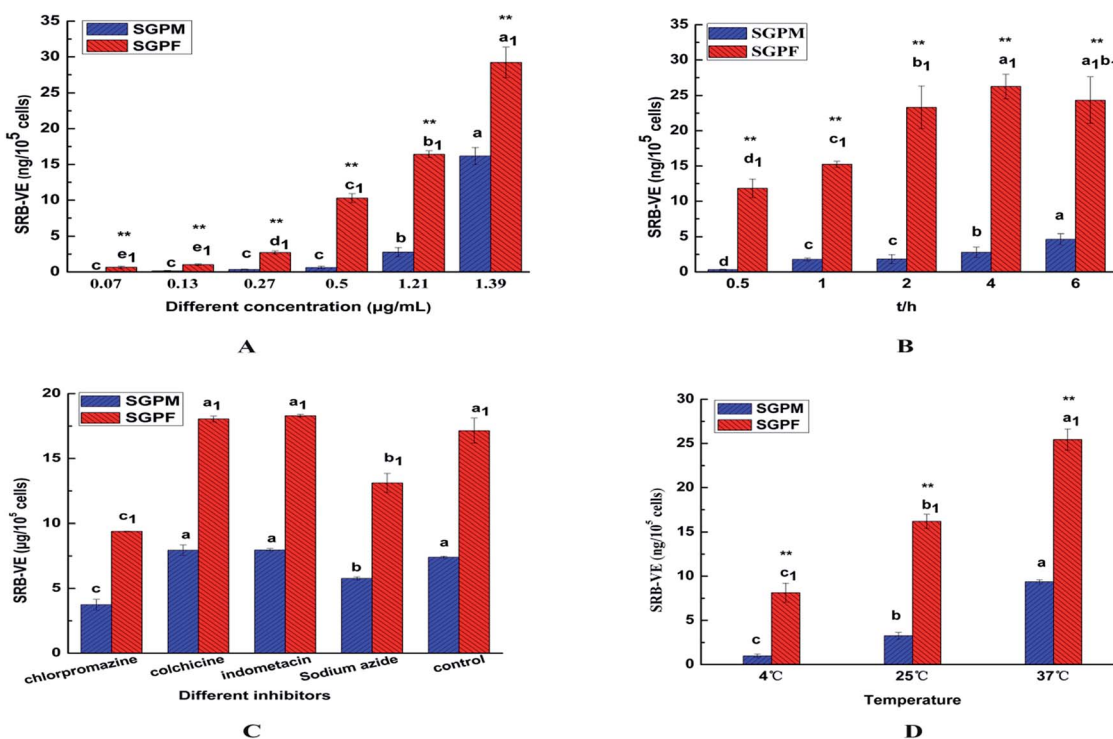 SGPM
SGPF
SRB-VE (ng/10⁵ cells)
35
30
25
20
15
10
5
0
c e₁ **
c e₁ **
c d₁ **
c c₁ **
b b₁ **
a a₁ **
0.07 0.13 0.27 0.5 1.21 1.39
Different concentration (μg/mL)
A
SGPM
SGPF
SRB-VE (ng/10⁵ cells)
35
30
25
20
15
10
5
0
d d₁ **
c c₁ **
c b₁ **
b a₁ **
a a₁b **
0.5 1 2 4 6
t/h
B
SGPM
SGPF
SRB-VE (μg/10⁵ cells)
20
15
10
5
0
c c₁
a a₁
a a₁
b b₁
a a₁
chlorpromazine colchicine indometacin Sodium azide control
Different inhibitors
C
SGPM
SGPF
SRB-VE (ng/10⁵ cells)
30
25
20
15
10
5
0
c c₁ **
b b₁ **
a a₁ **
4℃ 25℃ 37℃
Temperature
D